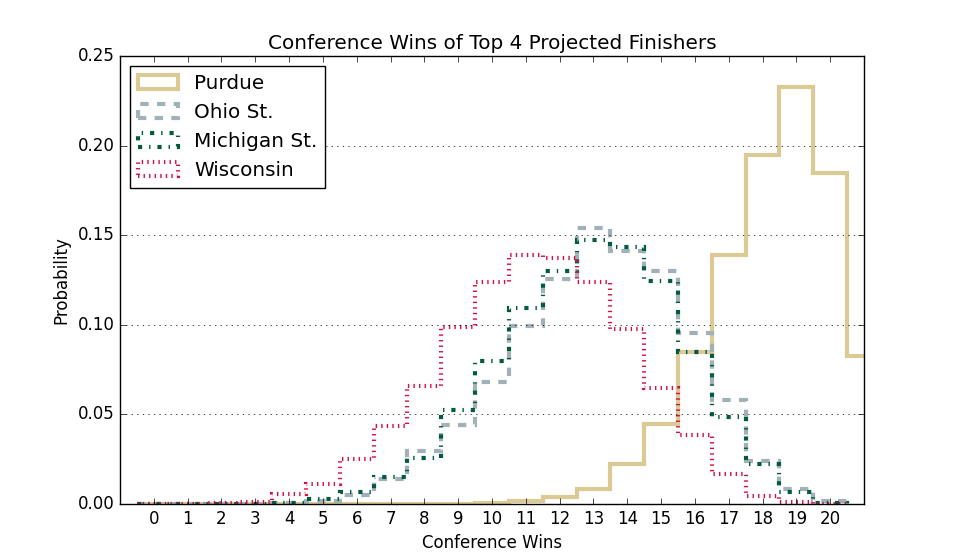 Conference Wins of Top 4 Projected Finishers
0.25
0.20
0.15
0.10
0.05
0.00
Probability
Purdue
Ohio St.
Michigan St.
Wisconsin
0 1 2 3 4 5 6 7 8 9 10 11 12 13 14 15 16 17 18 19 20
Conference Wins